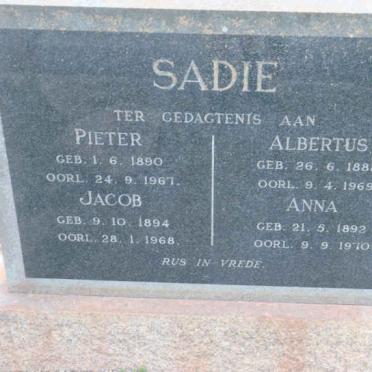 SADIE
TER GEDAGTENIS AAN
PIETER
GEB. 1. 6. 1890
OORL. 24. 9. 1967.
JACOB
GEB. 9. 10. 1894
OORL. 28. 1. 1968.
ALBERTUS
GEB. 26. 6.
OORL. 9. 4. 1969
ANNA
GEB. 21. 5. 1892
OORL. 9. 9. 1970
RUS IN VREDE.